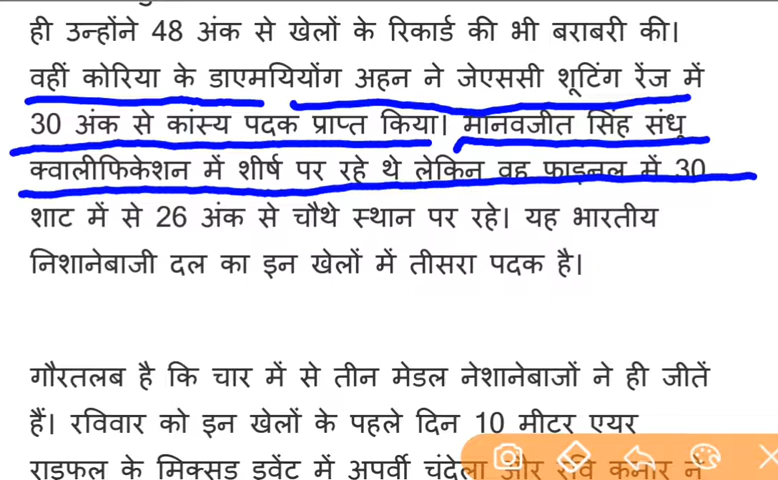 ही उन्होंने 48 अंक से खेलों के रिकार्ड की भी बराबरी की।
वहीं कोरिया के डाएमयियोंग अहन ने जेएससी शूटिंग रेंज में
30 अंक से कांस्य पदक प्राप्त किया। मानवजीत सिंह संधू
क्वालीफिकेशन में शीर्ष पर रहे थे लेकिन वह फाइनल में 30
शाट में से 26 अंक से चौथे स्थान पर रहे। यह भारतीय
निशानेबाजी दल का इन खेलों में तीसरा पदक है।
गौरतलब है कि चार में से तीन मेडल नेशानेबाजों ने ही जीतें
हैं। रविवार को इन खेलों के पहले दिन 10 मीटर एयर
राइफल के मिक्सड इवेंट में अपर्वी चंदेला और रवि कुमार ने